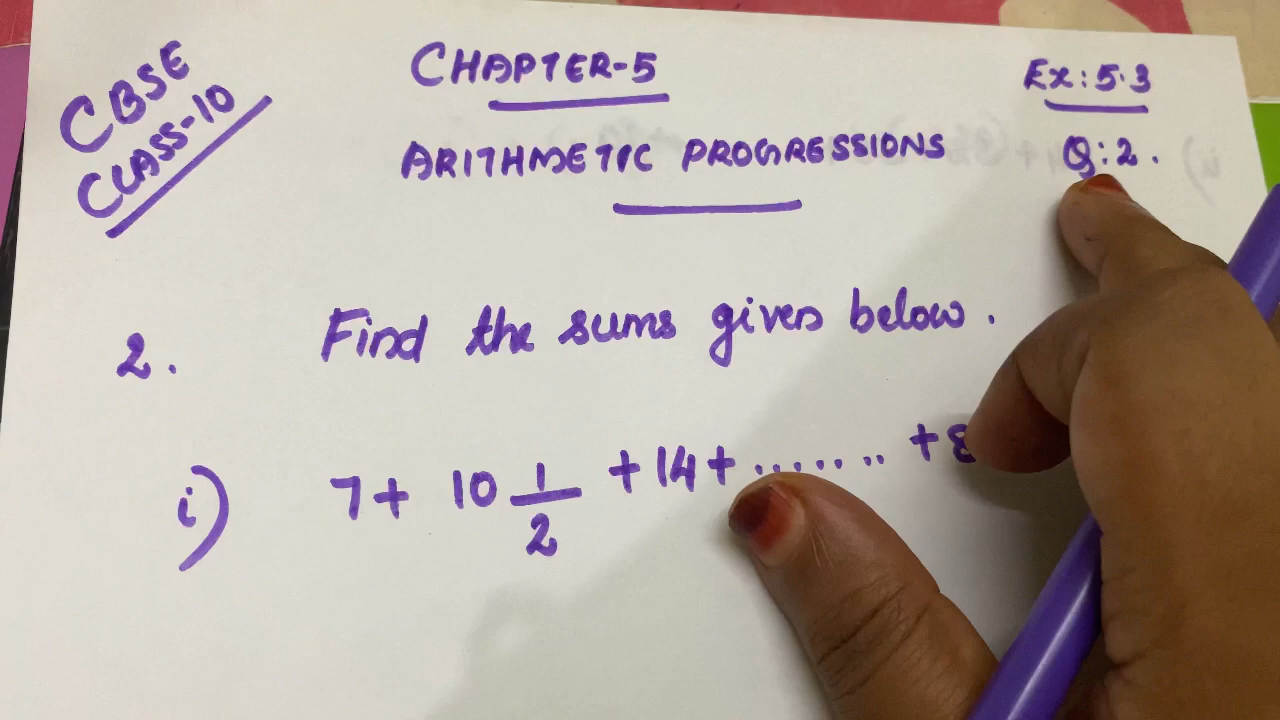 CBSE
CLASS-10
CHAPTER-5
ARITHMETIC PROGRESSIONS
Ex: 5.3
Q: 2.
2. Find the sums given below.
i) 7 + 10 1/2 + 14 + ....... + 8